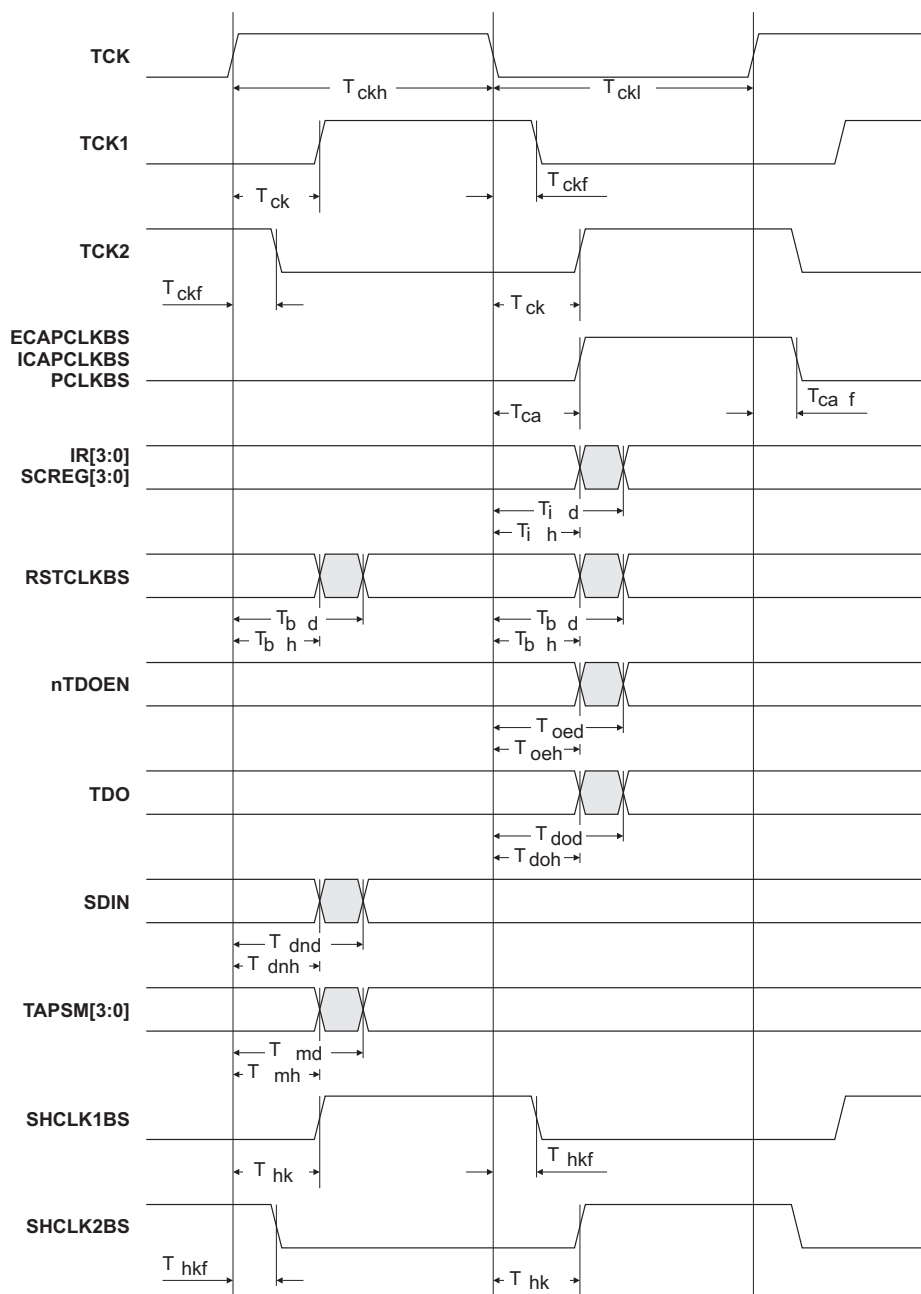 TCK
T ckh
T ckl
TCK1
T ck
T ckf
TCK2
T ckf
T ck
ECAPCLKBS
ICAPCLKBS
PCLKBS
T ca
T ca f
IR[3:0]
SCREG[3:0]
T i d
T i h
RSTCLKBS
T b d
T b d
T b h
T b h
nTDOEN
T oed
T oeh
TDO
T dod
T doh
SDIN
T dnd
T dnh
TAPSM[3:0]
T md
T mh
SHCLK1BS
T hk
T hkf
SHCLK2BS
T hkf
T hk